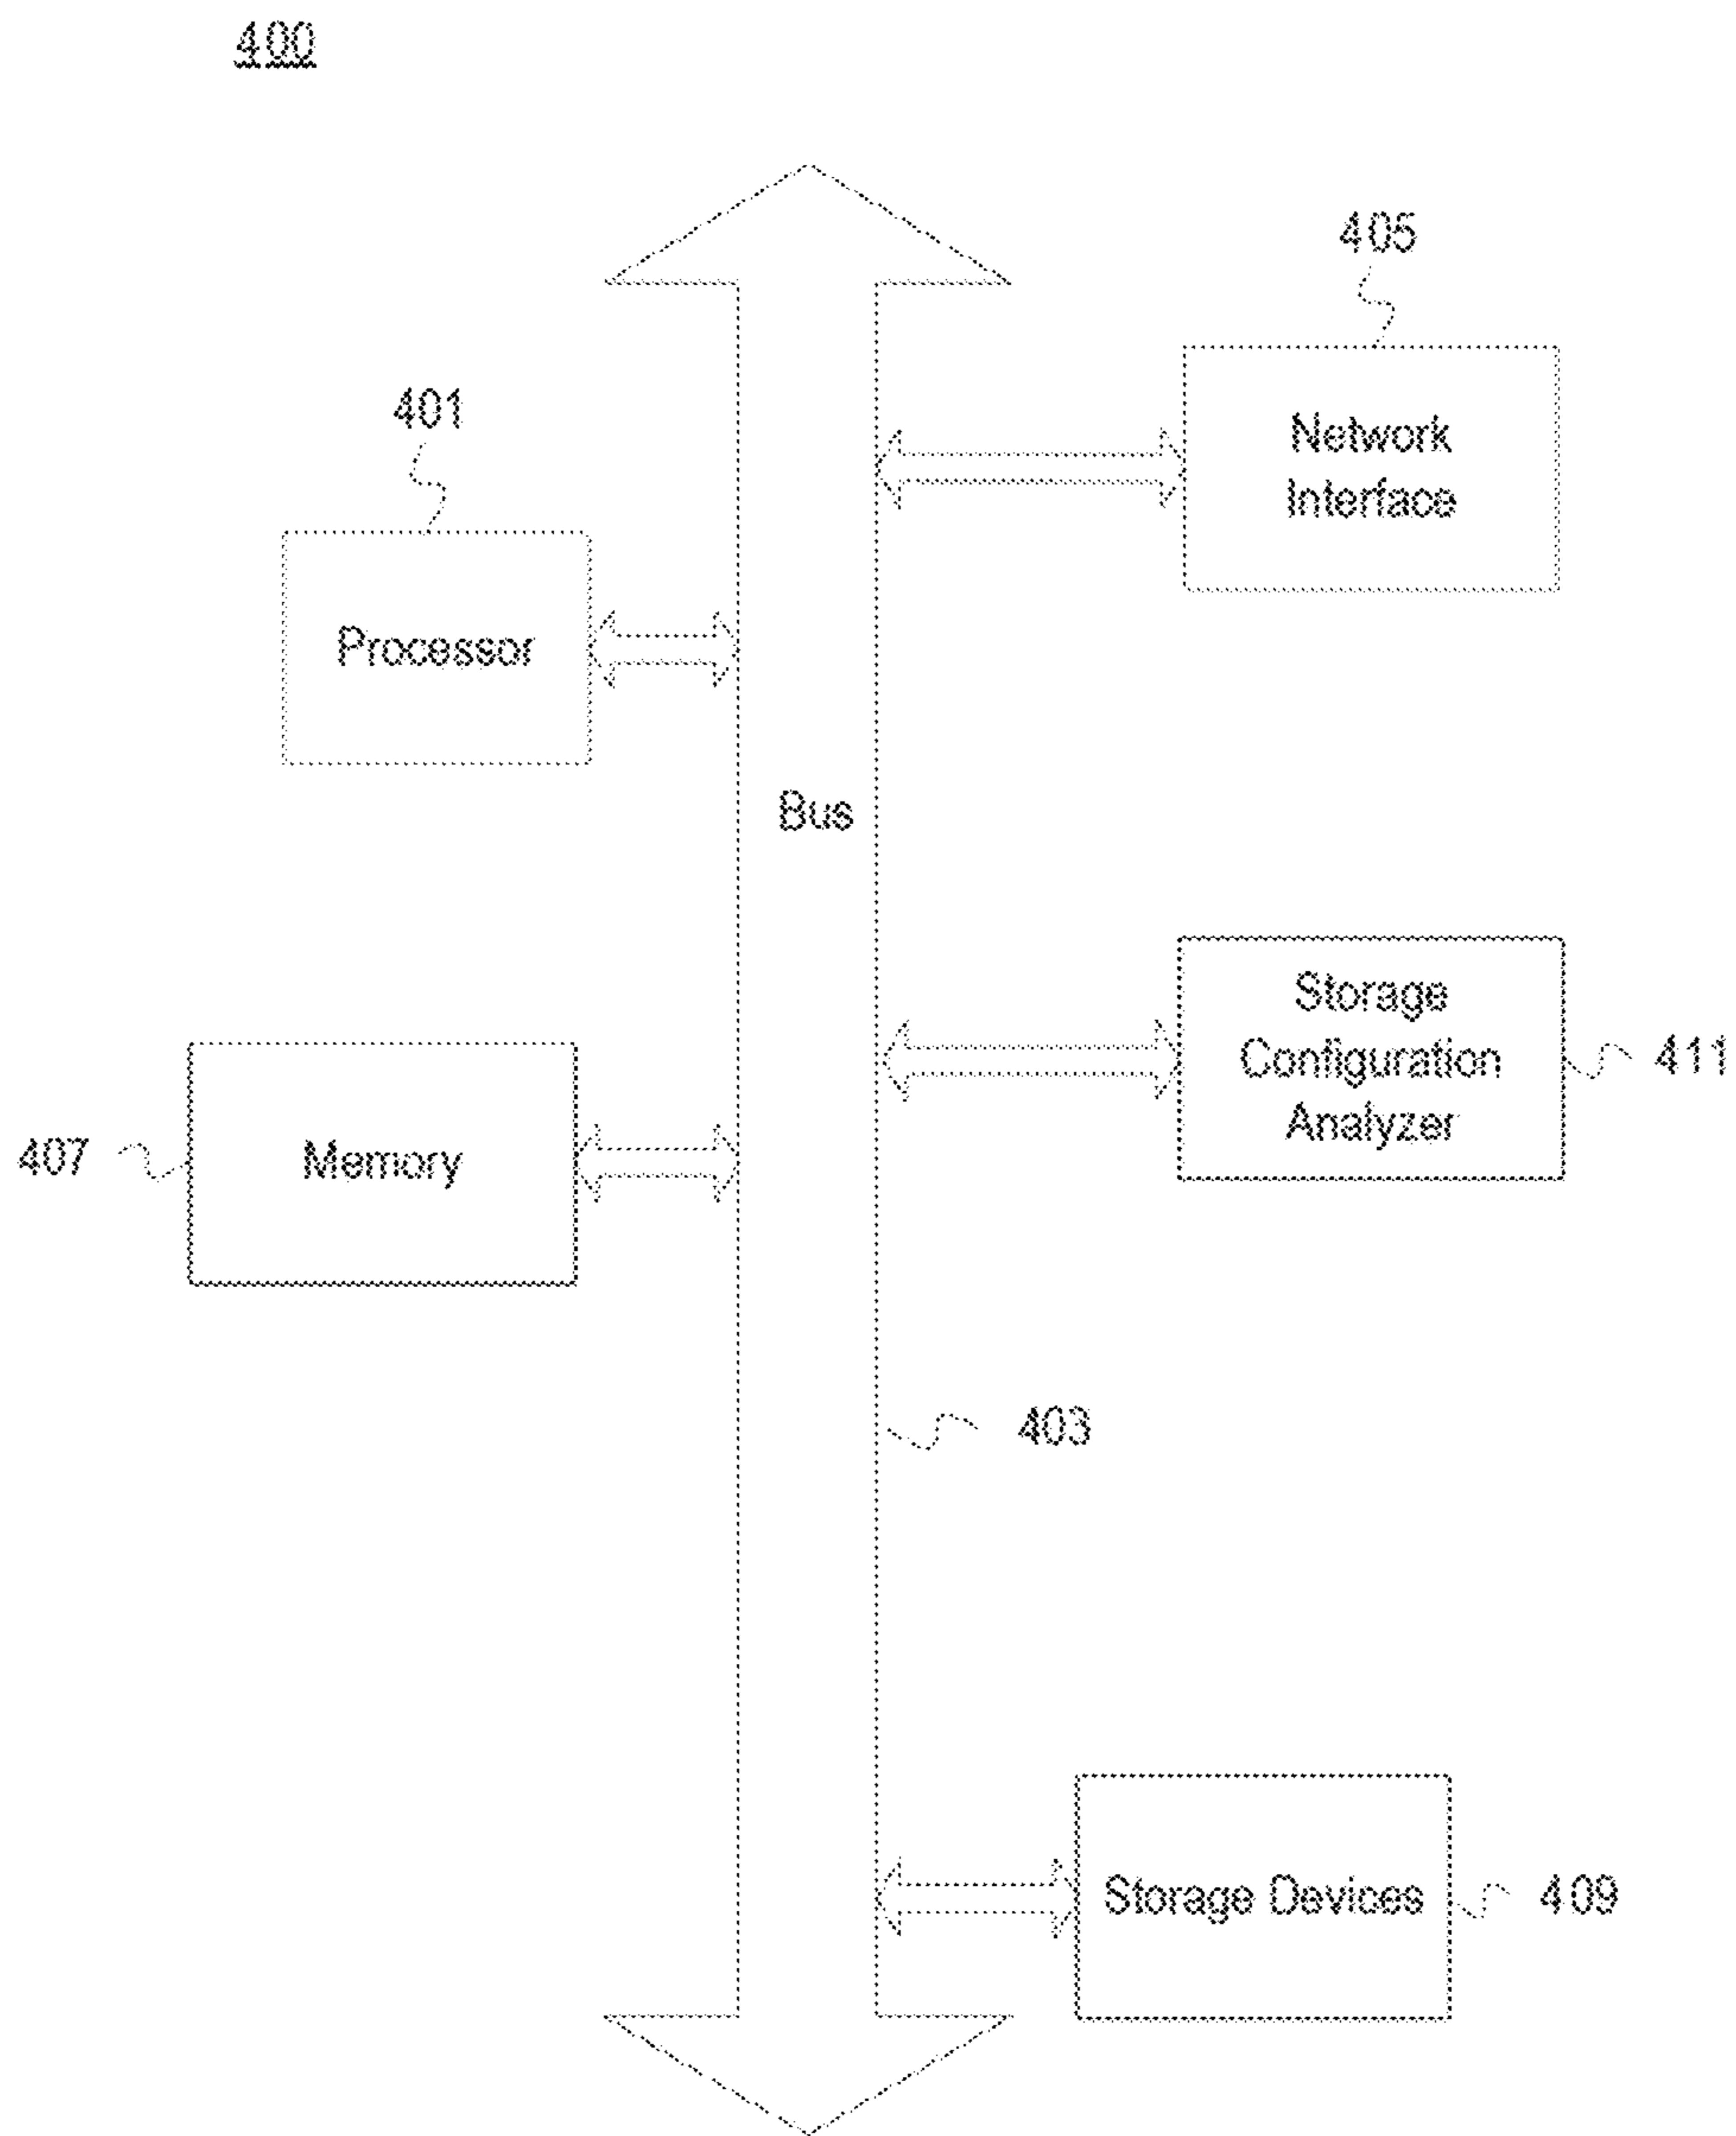 400
405
Network
Interface
401
Processor
Bus
Storage
Configuration
Analyzer
411
407
Memory
403
Storage Devices
409